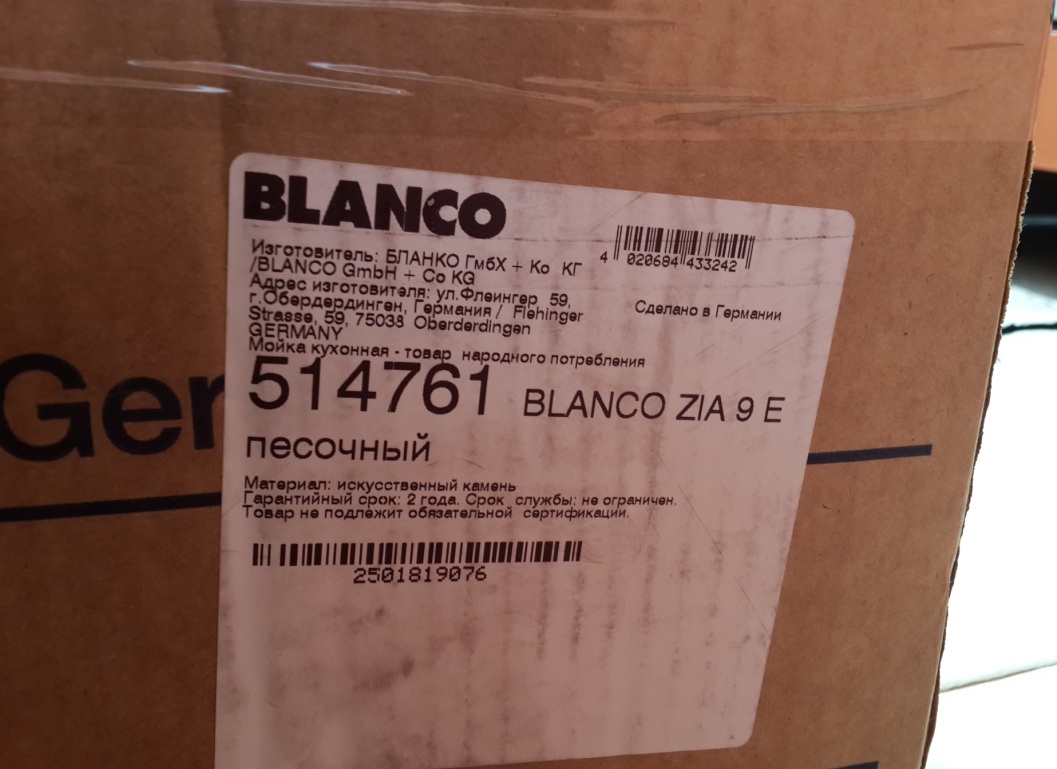 BLANCO
Изготовитель: БЛАНКО ГмбХ + Ко КГ
/BLANCO GmbH + Co KG
Адрес изготовителя: ул.Флеингер 59,
г.Обердердинген, Германия / Flehinger
Strasse, 59, 75038 Oberderdingen
GERMANY
4 020684 433242
Сделано в Германии
Мойка кухонная - товар народного потребления
514761 BLANCO ZIA 9 E
песочный
Материал: искусственный камень
Гарантийный срок: 2 года. Срок службы: не ограничен.
Товар не подлежит обязательной сертификации.
2501819076
Ger